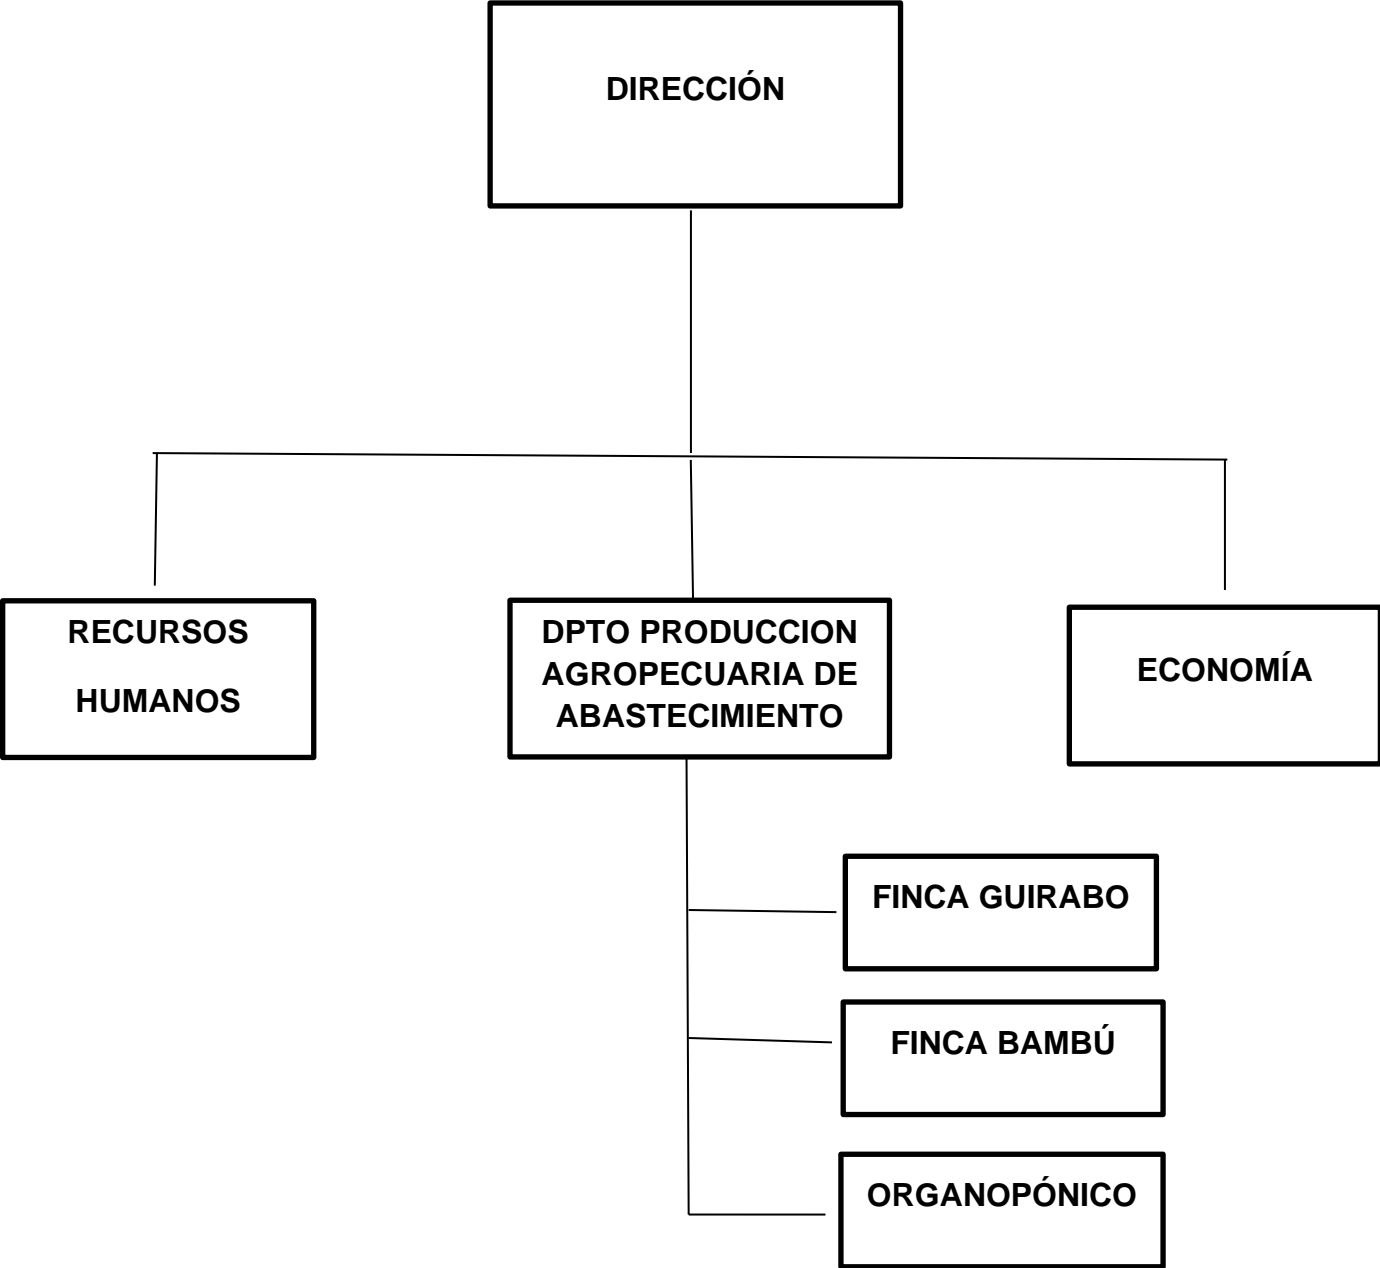 DIRECCIÓN
RECURSOS
HUMANOS
DPTO PRODUCCION
AGROPECUARIA DE
ABASTECIMIENTO
ECONOMÍA
FINCA GUIRABO
FINCA BAMBÚ
ORGANOPÓNICO